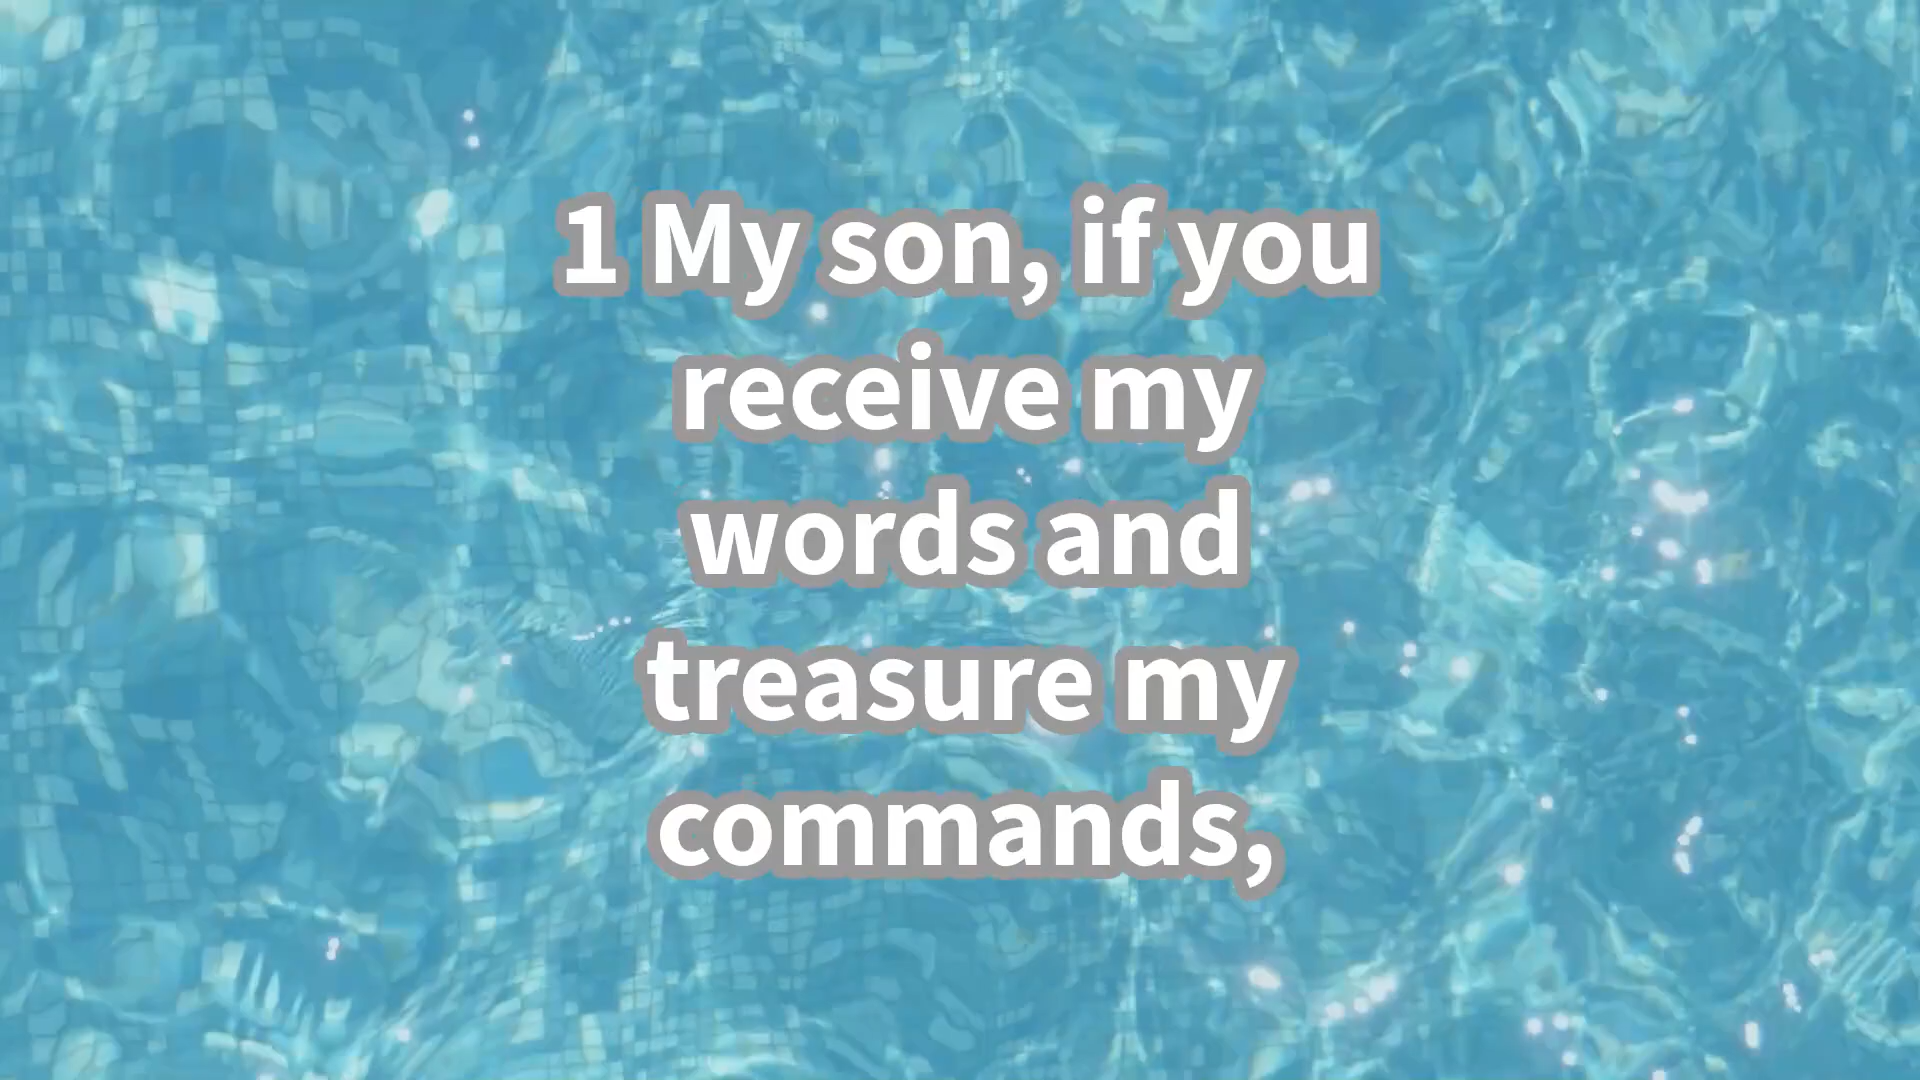 1 My son, if you
receive my
words and
treasure my
commands,